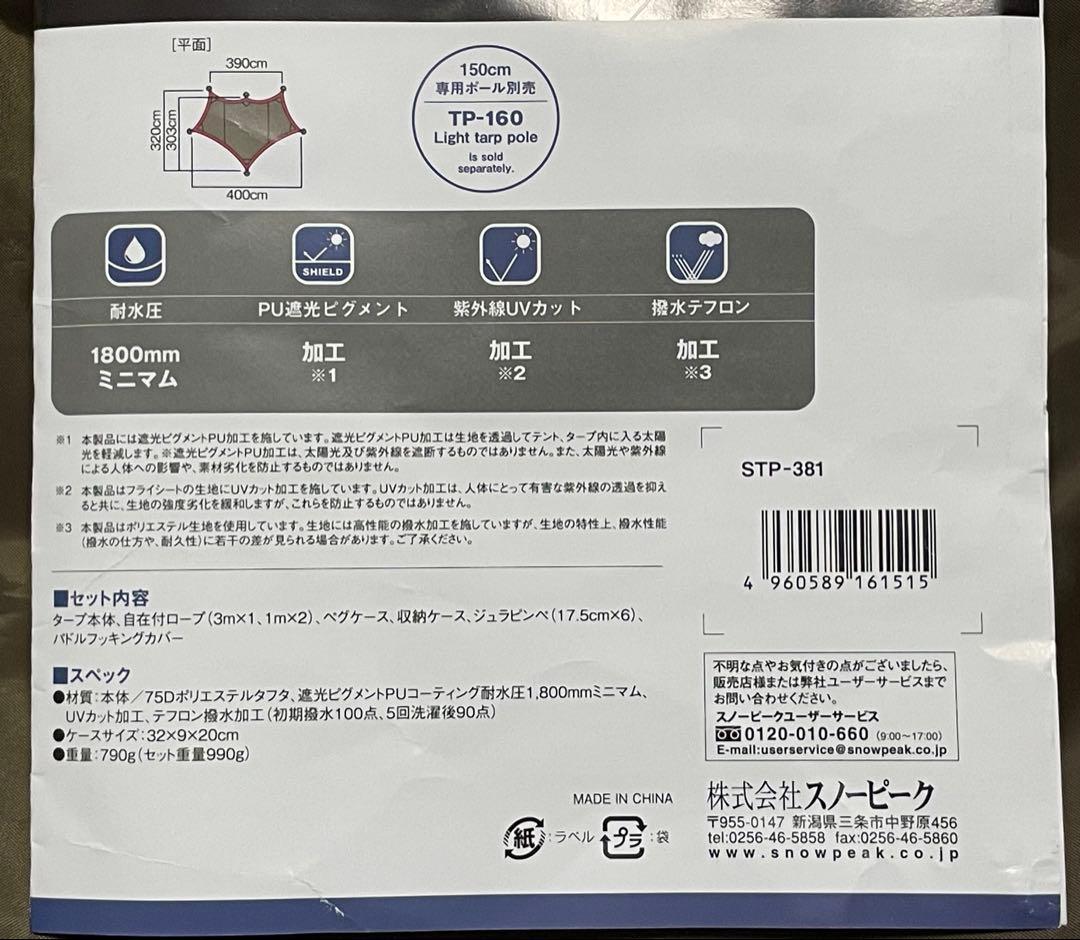 [平面]
390cm
320cm
303cm
400cm
150cm
専用ポール別売
TP-160
Light tarp pole
is sold
separately.
SHIELD
耐水圧
PU遮光ピグメント
紫外線UVカット
撥水テフロン
1800mm
ミニマム
加工
※1
加工
※2
加工
※3
※1 本製品には遮光ピグメントPU加工を施しています。遮光ピグメントPU加工は生地を透過してテント、タープ内に入る太陽
光を軽減します。※遮光ピグメントPU加工は、太陽光及び紫外線を遮断するものではありません。また、太陽光や紫外線
による人体への影響や、素材劣化を防止するものではありません。
※2 本製品はフライシートの生地にUVカット加工を施しています。UVカット加工は、人体にとって有害な紫外線の透過を抑え
ると共に、生地の強度劣化を緩和しますが、これらを防止するものではありません。
※3 本製品はポリエステル生地を使用しています。生地には高性能の撥水加工を施していますが、生地の特性上、撥水性能
(撥水の仕方や、耐久性)に若干の差が見られる場合があります。ご了承ください。
■セット内容
タープ本体、自在付ロープ(3m×1、1m×2)、ペグケース、収納ケース、ジュラピンペ(17.5cm×6)、
パドルフッキングカバー
■スペック
●材質:本体/75Dポリエステルタフタ、遮光ピグメントPUコーティング耐水圧1,800mmミニマム、
UVカット加工、テフロン撥水加工(初期撥水100点、5回洗濯後90点)
●ケースサイズ:32×9×20cm
●重量:790g(セット重量990g)
STP-381
4 960589 161515
不明な点やお気付きの点がございましたら、
販売店様または弊社ユーザーサービスまで
お問い合わせください。
スノーピークユーザーサービス
0120-010-660 (9:00~17:00)
E-mail:userservice@snowpeak.co.jp
MADE IN CHINA
紙:ラベル プラ:袋
株式会社スノーピーク
〒955-0147 新潟県三条市中野原456
tel:0256-46-5858 fax:0256-46-5860
www.snowpeak.co.jp